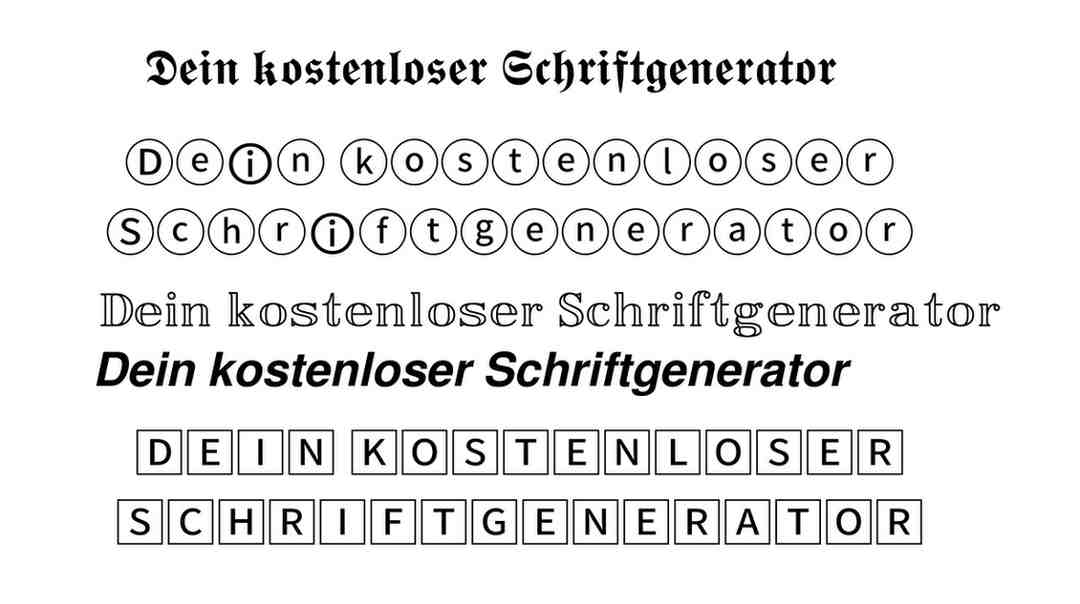 Dein kostenloser Schriftgenerator
Dein kostenloser
Schriftgenerator
Dein kostenloser Schriftgenerator
Dein kostenloser Schriftgenerator
DEIN KOSTENLOSER
SCHRIFTGENERATOR